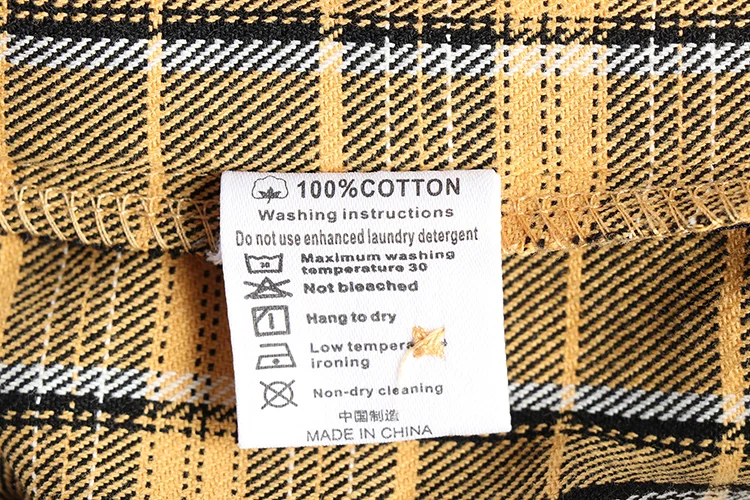 100%COTTON
Washing instructions
Do not use enhanced laundry detergent
30
Maximum washing
temperature 30
Not bleached
Hang to dry
Low
ironing
Non-dry cleaning
中国制造
MADE IN CHINA